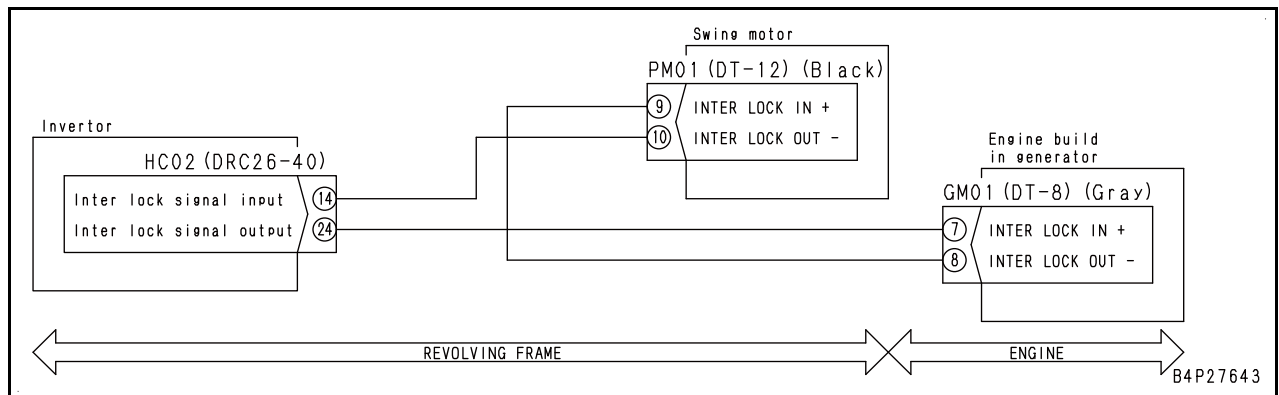 Swing motor
PM01 (DT-12) (Black)
9 INTER LOCK IN +
10 INTER LOCK OUT -
Invertor
HC02 (DRC26-40)
Inter lock signal input 14
Inter lock signal output 24
Engine build
in generator
GM01 (DT-8) (Gray)
7 INTER LOCK IN +
8 INTER LOCK OUT -
REVOLVING FRAME
ENGINE
B4P27643